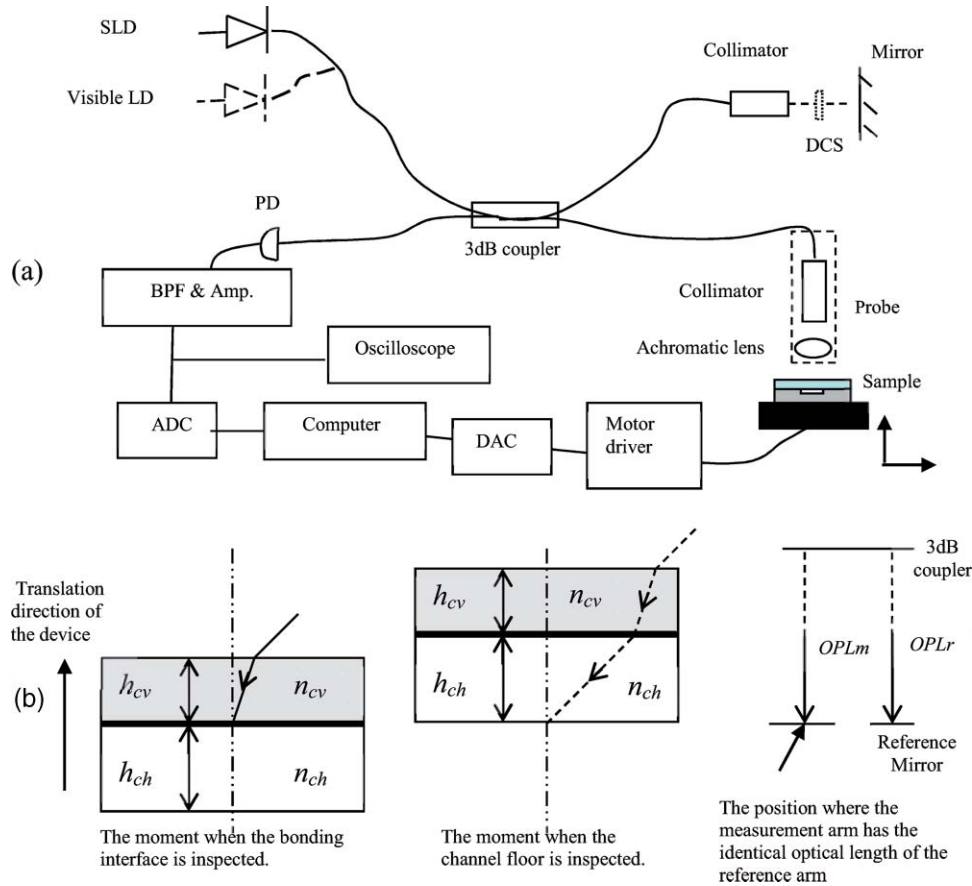 SLD
Visible LD
Collimator
Mirror
DCS
PD
3dB coupler
(a)
BPF & Amp.
Collimator
Probe
Oscilloscope
Achromatic lens
Sample
ADC
Computer
DAC
Motor
driver
3dB
coupler
Translation
direction of
the device
h_cv
n_cv
OPLm
OPLr
(b)
h_cv
n_cv
h_ch
n_ch
h_ch
n_ch
Reference
Mirror
The moment when the bonding
interface is inspected.
The moment when the
channel floor is inspected.
The position where the
measurement arm has the
identical optical length of the
reference arm